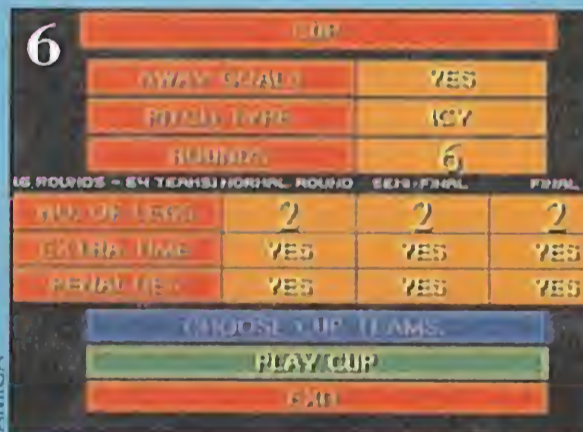 6
CUP
AWAY GOALS YES
PITCH TYPE ICY
ROUNDS 6
(6 ROUNDS - 64 TEAMS) NORMAL ROUND SEMI-FINAL FINAL
NO. OF LEGS 2 2 2
EXTRA TIME YES YES YES
PENALTIES YES YES YES
CHOOSE CUP TEAMS
PLAY CUP
EXIT
AMIGA